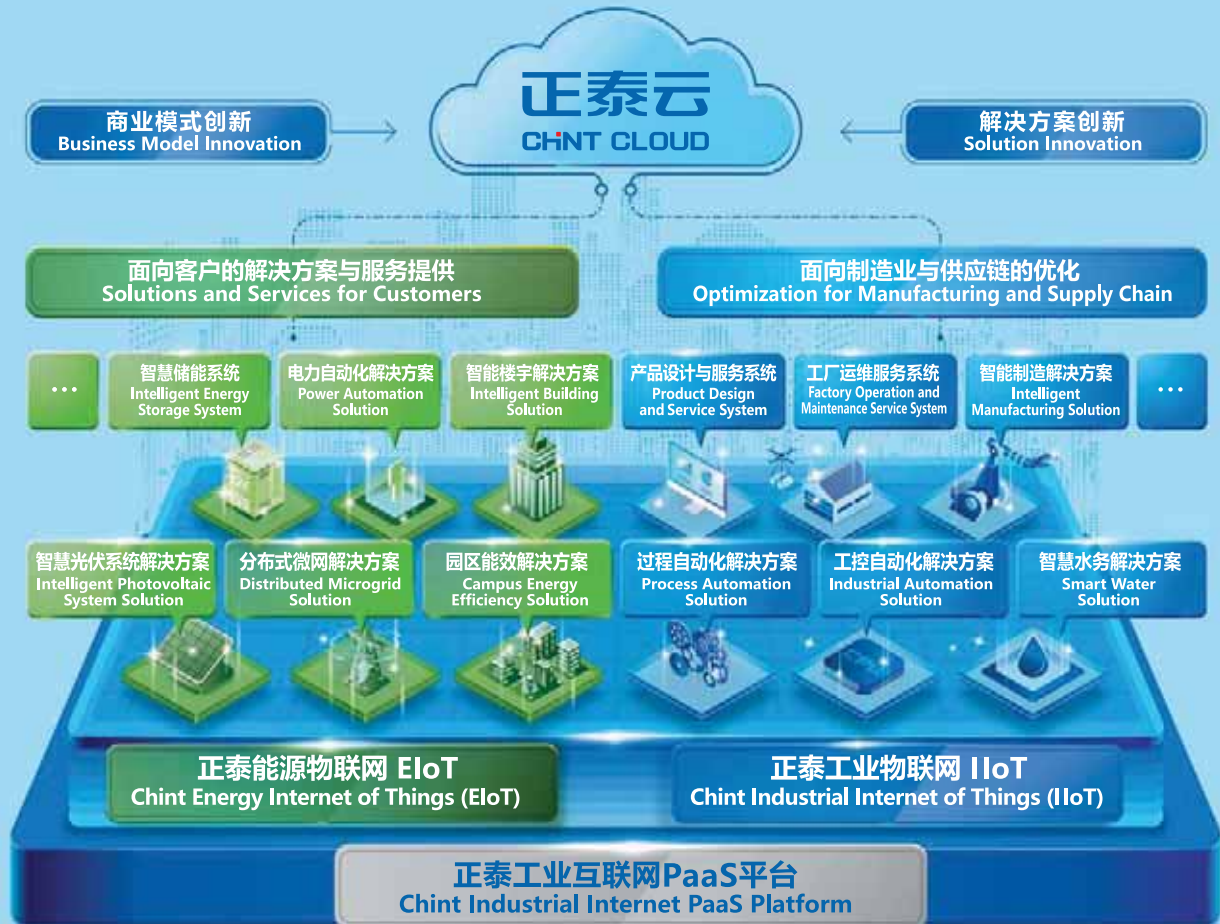 正泰云
CHNT CLOUD
商业模式创新
Business Model Innovation
解决方案创新
Solution Innovation
面向客户的解决方案与服务提供
Solutions and Services for Customers
面向制造业与供应链的优化
Optimization for Manufacturing and Supply Chain
...
智慧储能系统
Intelligent Energy
Storage System
电力自动化解决方案
Power Automation
Solution
智能楼宇解决方案
Intelligent Building
Solution
产品设计与服务系统
Product Design
and Service System
工厂运维服务系统
Factory Operation and
Maintenance Service System
智能制造解决方案
Intelligent
Manufacturing Solution
...
智慧光伏系统解决方案
Intelligent Photovoltaic
System Solution
分布式微网解决方案
Distributed Microgrid
Solution
园区能效解决方案
Campus Energy
Efficiency Solution
过程自动化解决方案
Process Automation
Solution
工控自动化解决方案
Industrial Automation
Solution
智慧水务解决方案
Smart Water
Solution
正泰能源物联网 EIoT
Chint Energy Internet of Things (EIoT)
正泰工业物联网 IIoT
Chint Industrial Internet of Things (IIoT)
正泰工业互联网PaaS平台
Chint Industrial Internet PaaS Platform